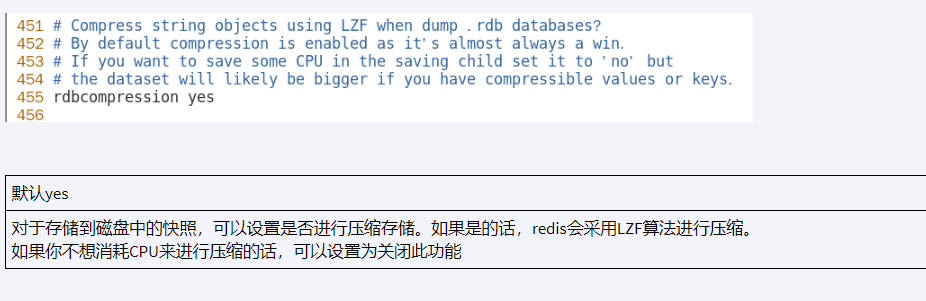 451 # Compress string objects using LZF when dump .rdb databases?
452 # By default compression is enabled as it's almost always a win.
453 # If you want to save some CPU in the saving child set it to 'no' but
454 # the dataset will likely be bigger if you have compressible values or keys.
455 rdbcompression yes
456
默认yes
对于存储到磁盘中的快照，可以设置是否进行压缩存储。如果是的话，redis会采用LZF算法进行压缩。
如果你不想消耗CPU来进行压缩的话，可以设置为关闭此功能